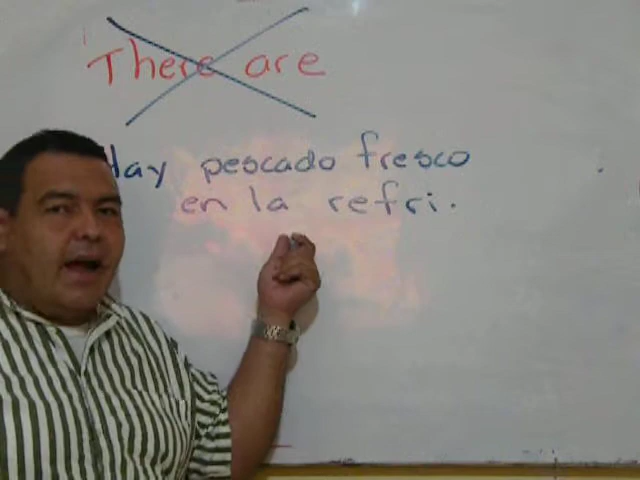 There are
Hay pescado fresco
en la refri.